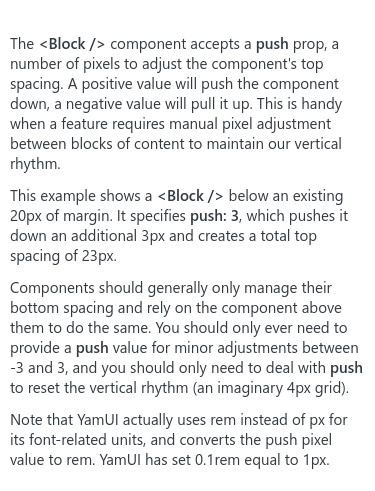 The <Block /> component accepts a push prop, a
number of pixels to adjust the component's top
spacing. A positive value will push the component
down, a negative value will pull it up. This is handy
when a feature requires manual pixel adjustment
between blocks of content to maintain our vertical
rhythm.
This example shows a <Block /> below an existing
20px of margin. It specifies push: 3, which pushes it
down an additional 3px and creates a total top
spacing of 23px.
Components should generally only manage their
bottom spacing and rely on the component above
them to do the same. You should only ever need to
provide a push value for minor adjustments between
-3 and 3, and you should only need to deal with push
to reset the vertical rhythm (an imaginary 4px grid).
Note that YamUI actually uses rem instead of px for
its font-related units, and converts the push pixel
value to rem. YamUI has set 0.1rem equal to 1px.